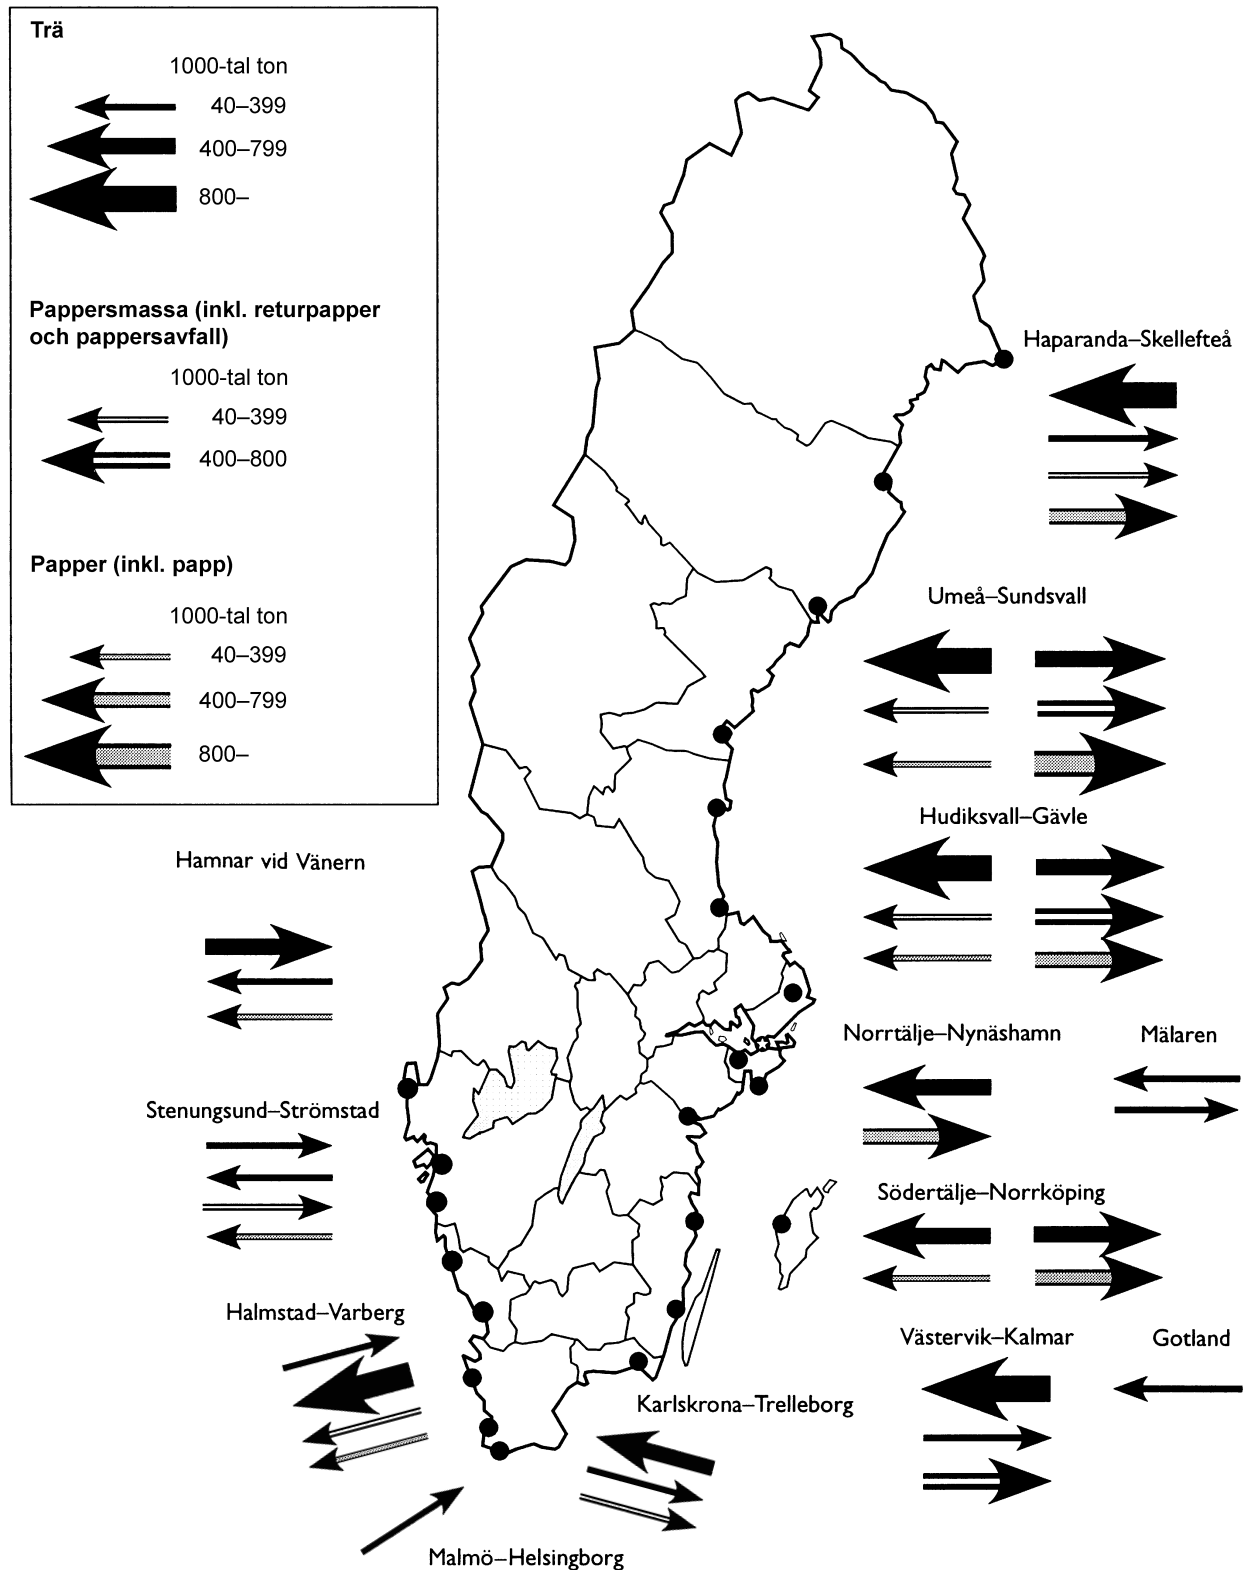 Trä
1000-tal ton
40–399
400–799
800–
Pappersmassa (inkl. returpapper
och pappersavfall)
1000-tal ton
40–399
400–800
Papper (inkl. papp)
1000-tal ton
40–399
400–799
800–
Haparanda–Skellefteå
Umeå–Sundsvall
Hudiksvall–Gävle
Hamnar vid Vänern
Norrtälje–Nynäshamn
Mälaren
Stenungsund–Strömstad
Södertälje–Norrköping
Halmstad–Varberg
Västervik–Kalmar
Gotland
Karlskrona–Trelleborg
Malmö–Helsingborg